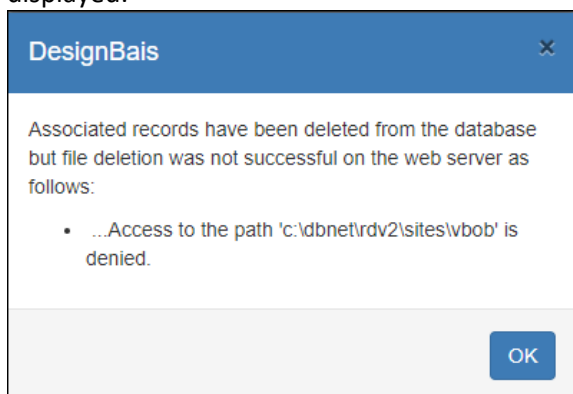 displayed.
DesignBais
×
Associated records have been deleted from the database
but file deletion was not successful on the web server as
follows:
• ...Access to the path 'c:\dbnet\rdv2\sites\vbob' is
denied.
OK